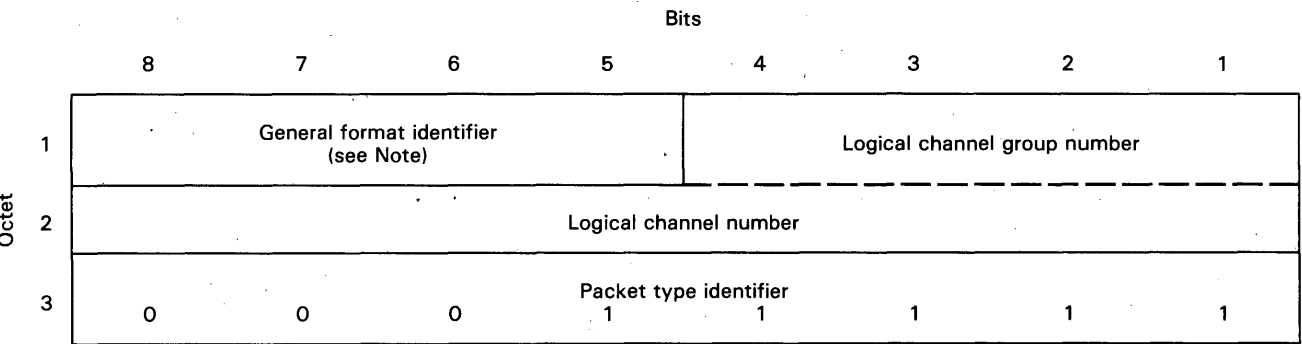 Bits
8 7 6 5 4 3 2 1
Octet
1
General format identifier
(see Note)
Logical channel group number
2
Logical channel number
3
Packet type identifier
0 0 0 1 1 1 1 1